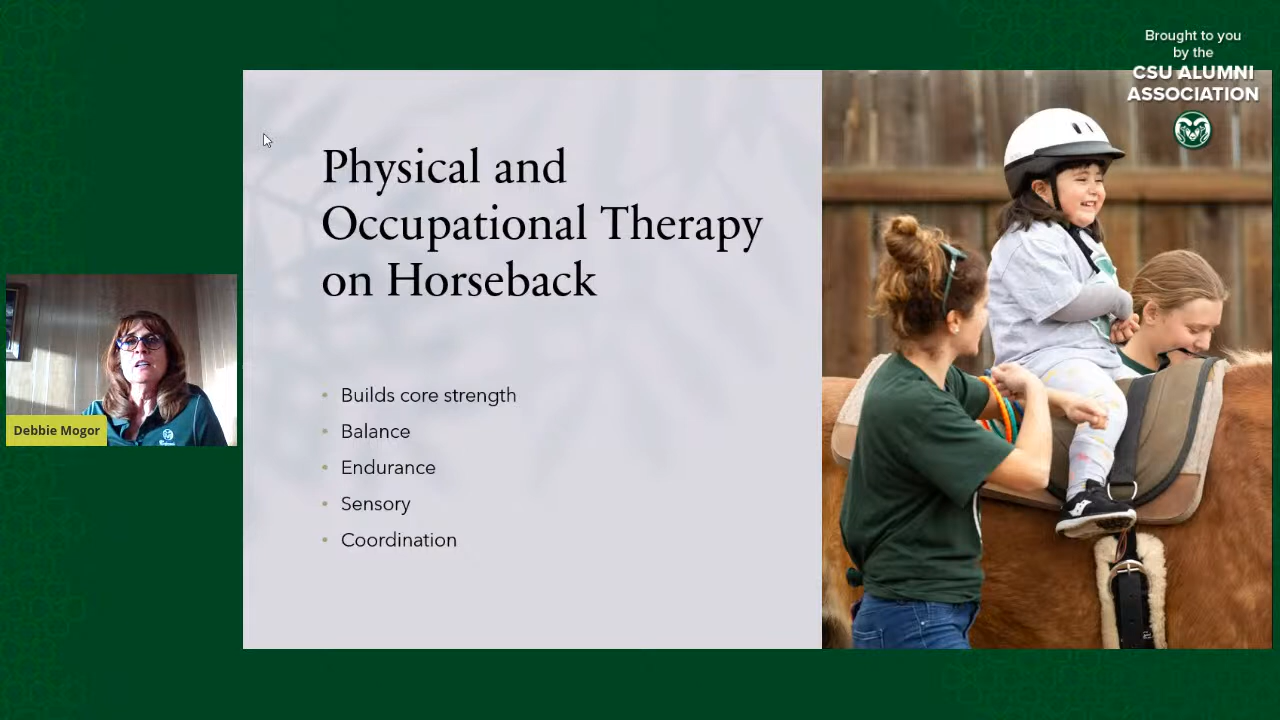 Brought to you
by the
CSU ALUMNI
ASSOCIATION
Physical and
Occupational Therapy
on Horseback
Builds core strength
Balance
Endurance
Sensory
Coordination
Debbie Mogor